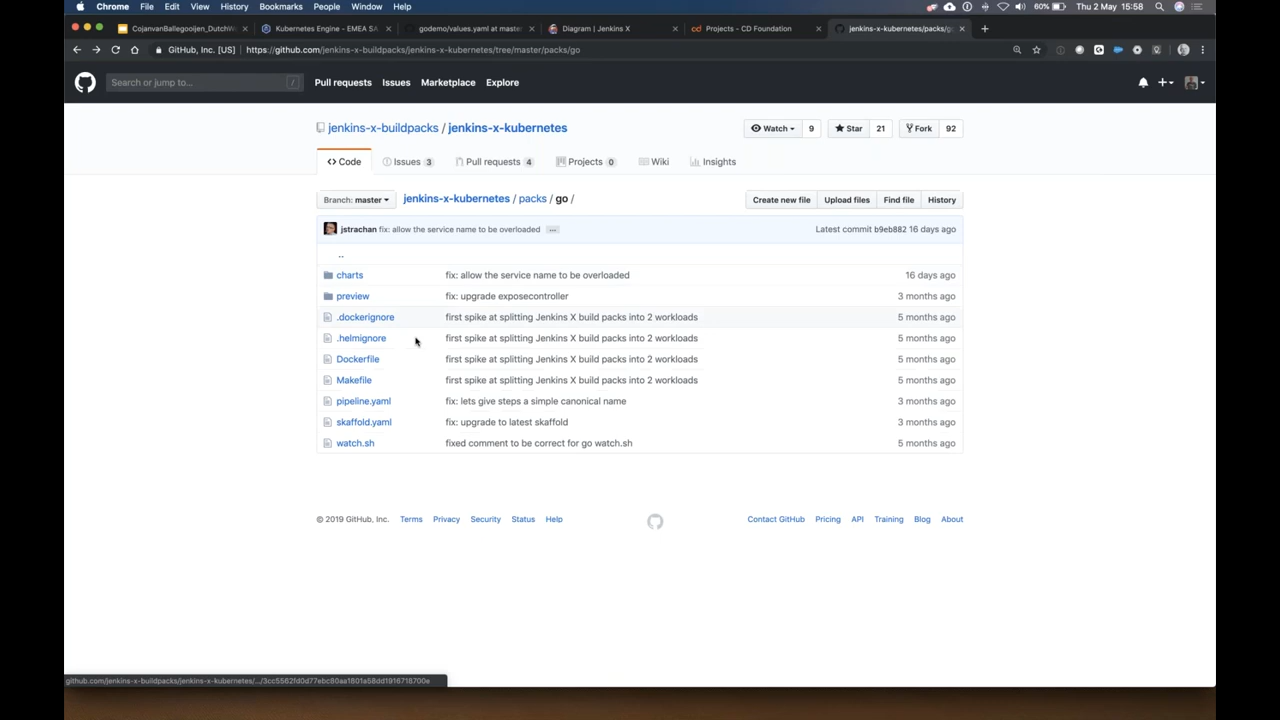 Chrome File Edit View History Bookmarks People Window Help 60% Thu 2 May 15:58
CojanvanBallegooijen_DutchW Kubernetes Engine - EMEA SA godemo/values.yaml at maste Diagram | Jenkins X Projects - CD Foundation jenkins-x-kubernetes/packs/g
GitHub, Inc. [US] https://github.com/jenkins-x-buildpacks/jenkins-x-kubernetes/tree/master/packs/go
Search or jump to... / Pull requests Issues Marketplace Explore
jenkins-x-buildpacks / jenkins-x-kubernetes Watch 9 Star 21 Fork 92
<> Code Issues 3 Pull requests 4 Projects 0 Wiki Insights
Branch: master jenkins-x-kubernetes / packs / go / Create new file Upload files Find file History
jstrachan fix: allow the service name to be overloaded ... Latest commit b9eb882 16 days ago
..
charts fix: allow the service name to be overloaded 16 days ago
preview fix: upgrade exposecontroller 3 months ago
.dockerignore first spike at splitting Jenkins X build packs into 2 workloads 5 months ago
.helmignore first spike at splitting Jenkins X build packs into 2 workloads 5 months ago
Dockerfile first spike at splitting Jenkins X build packs into 2 workloads 5 months ago
Makefile first spike at splitting Jenkins X build packs into 2 workloads 5 months ago
pipeline.yaml fix: lets give steps a simple canonical name 3 months ago
skaffold.yaml fix: upgrade to latest skaffold 3 months ago
watch.sh fixed comment to be correct for go watch.sh 5 months ago
© 2019 GitHub, Inc. Terms Privacy Security Status Help Contact GitHub Pricing API Training Blog About